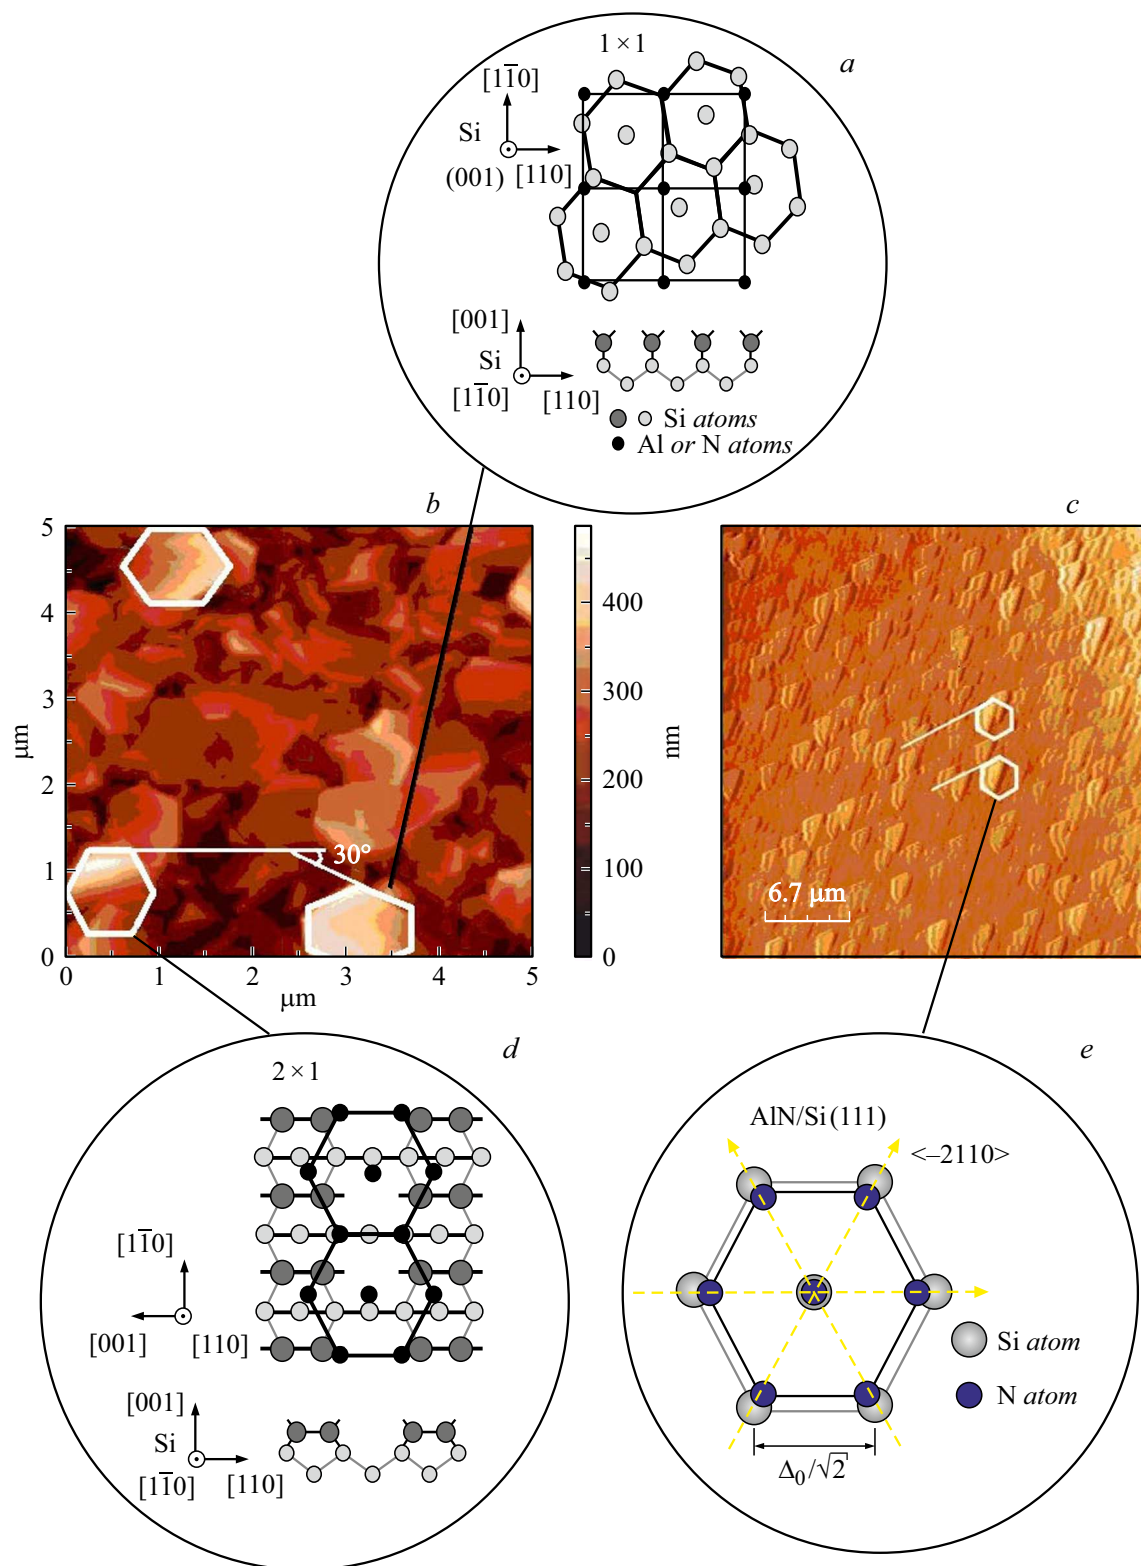 a
1 × 1
[11̅0]
Si
(001) [110]
[001]
Si
[11̅0] [110]
Si atoms
Al or N atoms
b
5
4
3
2
1
0
μm
0 1 2 3 4 5
μm
30°
400
300
200
100
0
nm
c
6.7 μm
d
2 × 1
[11̅0]
[001] [110]
[001]
Si
[11̅0] [110]
e
AlN/Si(111)
<–2110>
Si atom
N atom
Δ₀/√2